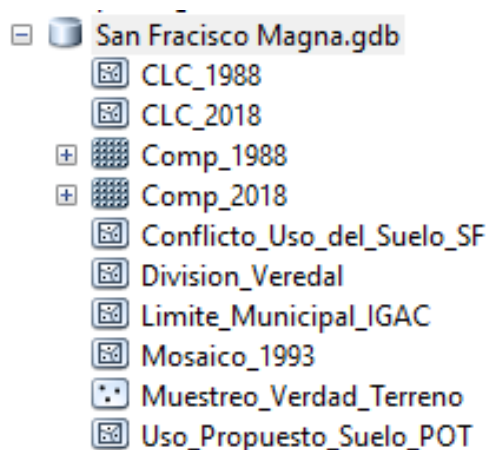 San Fracisco Magna.gdb
CLC_1988
CLC_2018
Comp_1988
Comp_2018
Conflicto_Uso_del_Suelo_SF
Division_Veredal
Limite_Municipal_IGAC
Mosaico_1993
Muestreo_Verdad_Terreno
Uso_Propuesto_Suelo_POT